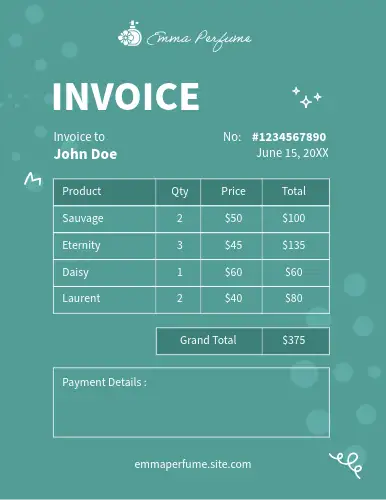 Emma Perfume
INVOICE
Invoice to
John Doe
No: #1234567890
June 15, 20XX
Product Qty Price Total
Sauvage 2 $50 $100
Eternity 3 $45 $135
Daisy 1 $60 $60
Laurent 2 $40 $80
Grand Total $375
Payment Details :
emmaperfume.site.com